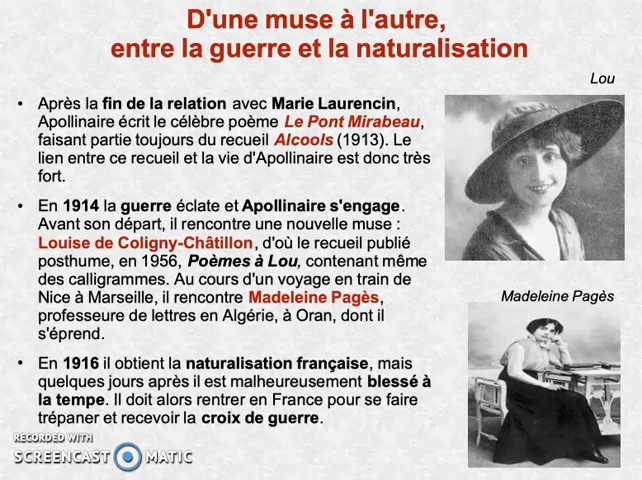 D'une muse à l'autre,
entre la guerre et la naturalisation
Lou
• Après la fin de la relation avec Marie Laurencin,
Apollinaire écrit le célèbre poème Le Pont Mirabeau,
faisant partie toujours du recueil Alcools (1913). Le
lien entre ce recueil et la vie d'Apollinaire est donc très
fort.
• En 1914 la guerre éclate et Apollinaire s'engage.
Avant son départ, il rencontre une nouvelle muse :
Louise de Coligny-Châtillon, d'où le recueil publié
posthume, en 1956, Poèmes à Lou, contenant même
des calligrammes. Au cours d'un voyage en train de
Nice à Marseille, il rencontre Madeleine Pagès,
professeure de lettres en Algérie, à Oran, dont il
s'éprend.
Madeleine Pagès
• En 1916 il obtient la naturalisation française, mais
quelques jours après il est malheureusement blessé à
la tempe. Il doit alors rentrer en France pour se faire
trépaner et recevoir la croix de guerre.
RECORDED WITH
SCREENCAST MATIC